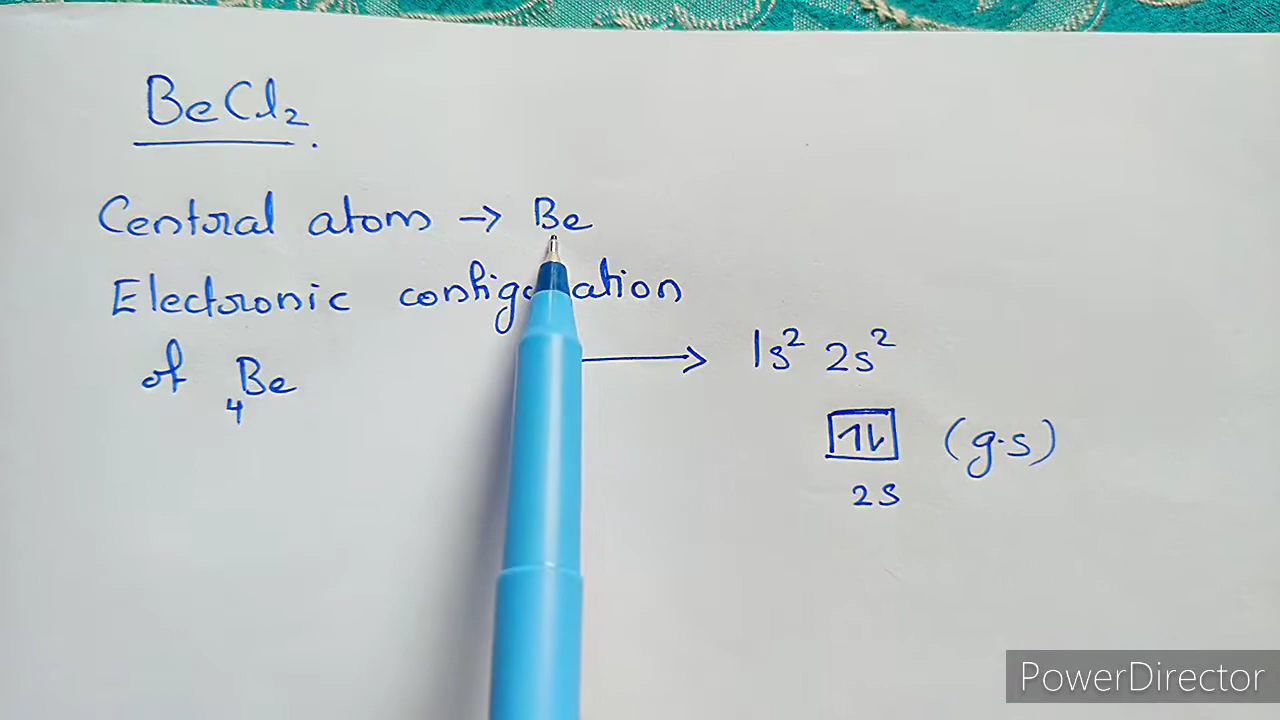 BeCl₂.
Central atom → Be
Electronic configuration
of ₄Be → 1s² 2s²
↿⇂ (g.s)
2s
PowerDirector